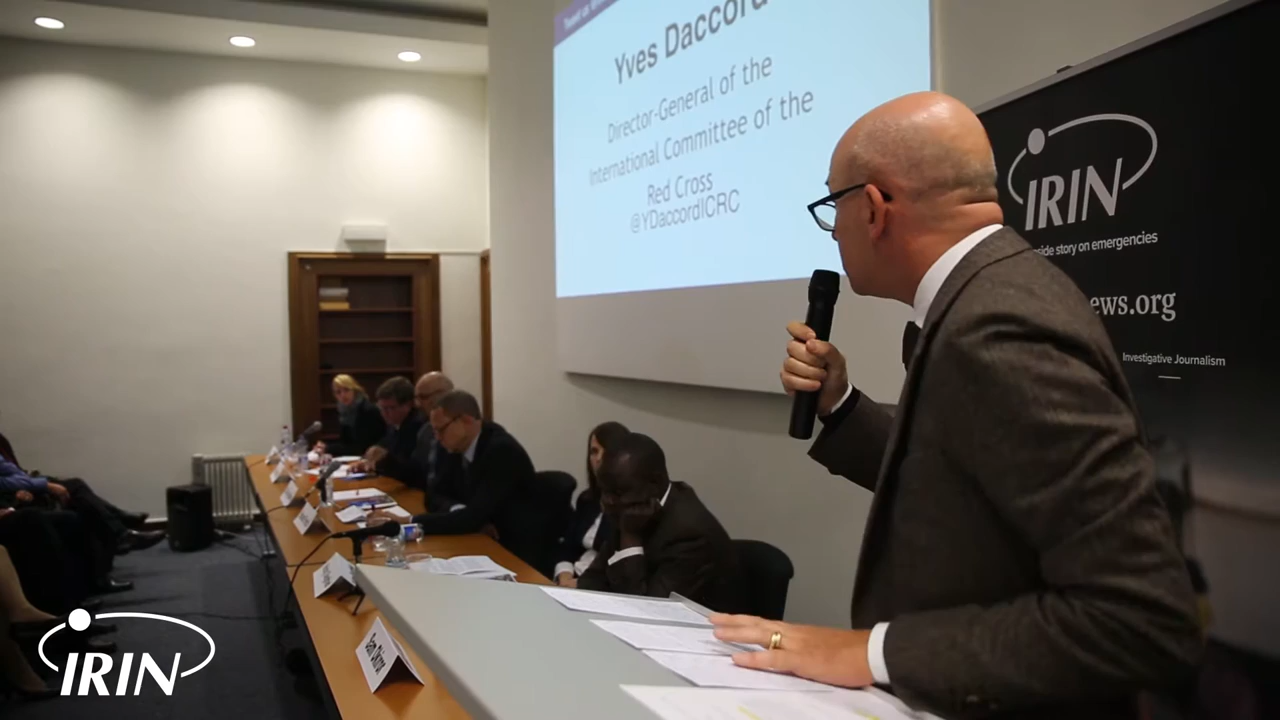 Yves Daccord
Director-General of the
International Committee of the
Red Cross
@YDaccordICRC
IRIN
side story on emergencies
ews.org
Investigative Journalism
IRIN